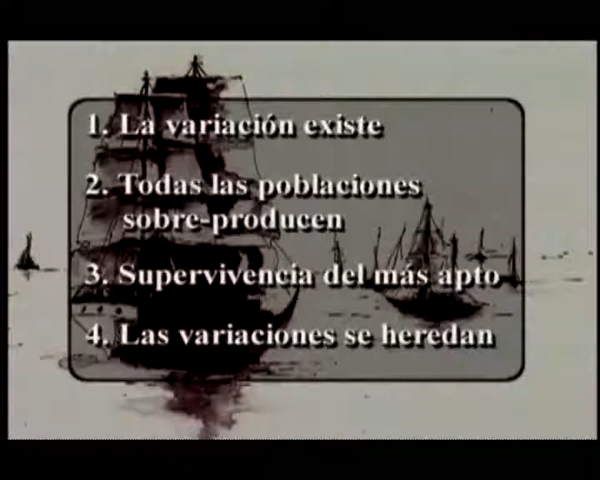 1. La variación existe
2. Todas las poblaciones
sobre-producen
3. Supervivencia del más apto
4. Las variaciones se heredan